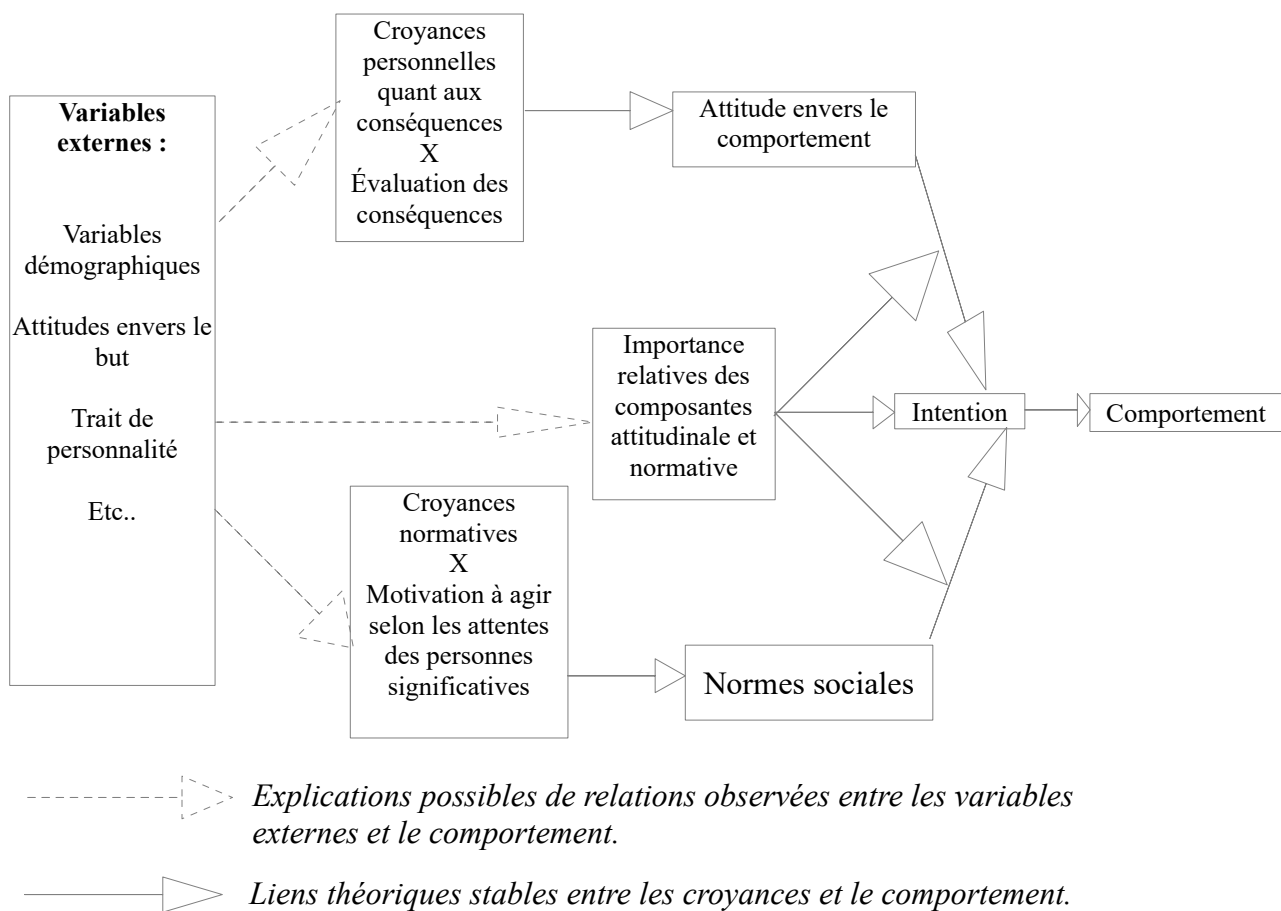 Variables
externes :
Variables
démographiques
Attitudes envers le
but
Trait de
personnalité
Etc..
Croyances
personnelles
quant aux
conséquences
X
Évaluation des
conséquences
Attitude envers le
comportement
Importance
relatives des
composantes
attitudinale et
normative
Intention
Comportement
Croyances
normatives
X
Motivation à agir
selon les attentes
des personnes
significatives
Normes sociales
Explications possibles de relations observées entre les variables
externes et le comportement.
Liens théoriques stables entre les croyances et le comportement.